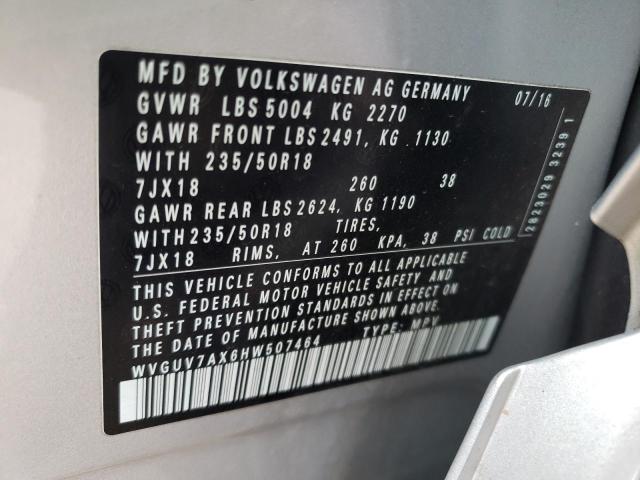 MFD BY VOLKSWAGEN AG GERMANY 07/16
GVWR LBS 5004 KG 2270
GAWR FRONT LBS 2491, KG 1130
WITH 235/50R18
7JX18 260 38
GAWR REAR LBS 2624, KG 1190
WITH 235/50R18 TIRES,
7JX18 RIMS, AT 260 KPA, 38 PSI COLD
THIS VEHICLE CONFORMS TO ALL APPLICABLE
U.S. FEDERAL MOTOR VEHICLE SAFETY AND
THEFT PREVENTION STANDARDS IN EFFECT ON
THE DATE OF MANUFACTURE SHOWN ABOVE.
WVGUV7AX6HW507464 TYPE: MPV
2823029 3239 1